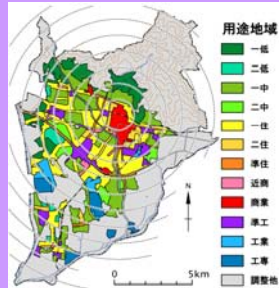 用途地域
一低
二低
一中
二中
一住
二住
準住
近商
商業
準工
工業
工専
調整他
N
0
5km